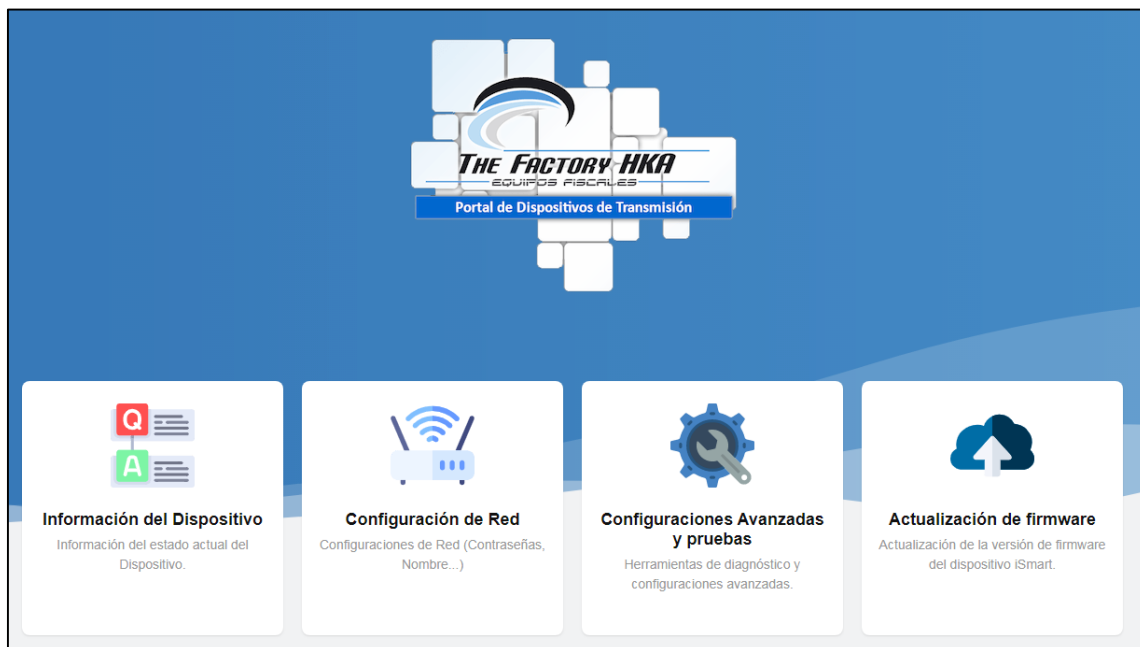 THE FACTORY HKA
EQUIPOS FISCALES
Portal de Dispositivos de Transmisión
Q
A
Información del Dispositivo
Información del estado actual del
Dispositivo.
Configuración de Red
Configuraciones de Red (Contraseñas,
Nombre...)
Configuraciones Avanzadas
y pruebas
Herramientas de diagnóstico y
configuraciones avanzadas.
Actualización de firmware
Actualización de la versión de firmware
del dispositivo iSmart.